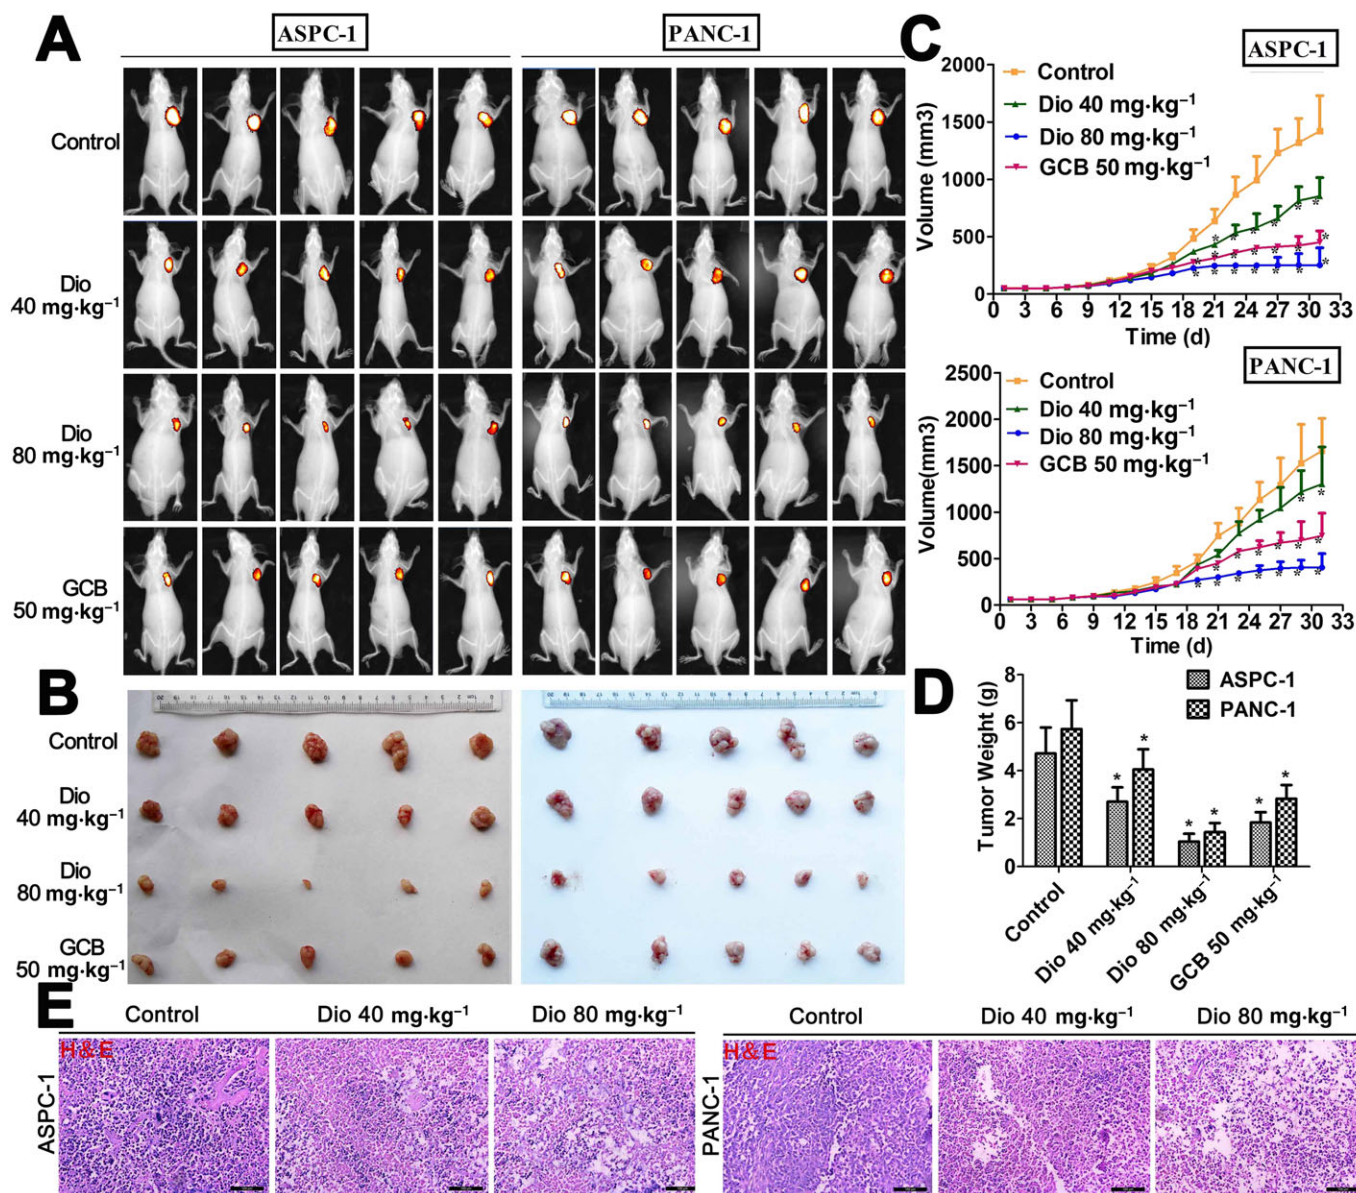 A
ASPC-1
PANC-1
Control
Dio
40 mg·kg⁻¹
Dio
80 mg·kg⁻¹
GCB
50 mg·kg⁻¹
B
Control
Dio
40 mg·kg⁻¹
Dio
80 mg·kg⁻¹
GCB
50 mg·kg⁻¹
C
ASPC-1
Control
Dio 40 mg·kg⁻¹
Dio 80 mg·kg⁻¹
GCB 50 mg·kg⁻¹
Volume (mm3)
2000
1500
1000
500
0
0 3 6 9 12 15 18 21 24 27 30 33
Time (d)
PANC-1
Control
Dio 40 mg·kg⁻¹
Dio 80 mg·kg⁻¹
GCB 50 mg·kg⁻¹
Volume(mm3)
2500
2000
1500
1000
500
0
0 3 6 9 12 15 18 21 24 27 30 33
Time (d)
D
ASPC-1
PANC-1
Tumor Weight (g)
8
6
4
2
0
* * * * * *
Control
Dio 40 mg·kg⁻¹
Dio 80 mg·kg⁻¹
GCB 50 mg·kg⁻¹
E
Control Dio 40 mg·kg⁻¹ Dio 80 mg·kg⁻¹
Control Dio 40 mg·kg⁻¹ Dio 80 mg·kg⁻¹
ASPC-1
H&E
PANC-1
H&E